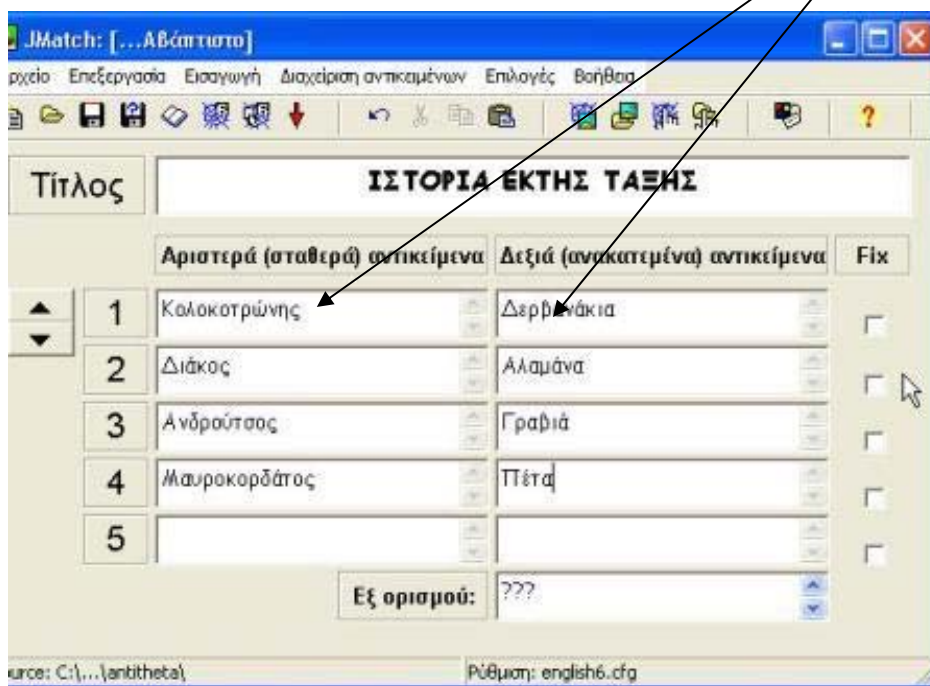 JMatch: [...Αβάπτιστο]
ρχείο Επεξεργασία Εισαγωγή Διαχείριση αντικειμένων Επιλογές Βοήθεια
Τίτλος ΙΣΤΟΡΙΑ ΕΚΤΗΣ ΤΑΞΗΣ
Αριστερά (σταθερά) αντικείμενα Δεξιά (ανακατεμένα) αντικείμενα Fix
1 Κολοκοτρώνης Δερβενάκια
2 Διάκος Αλαμάνα
3 Ανδρούτσος Γραβιά
4 Μαυροκορδάτος Πέτα
5
Εξ ορισμού: ???
urce: C:\...\antitheta\ Ρύθμιση: english6.cfg